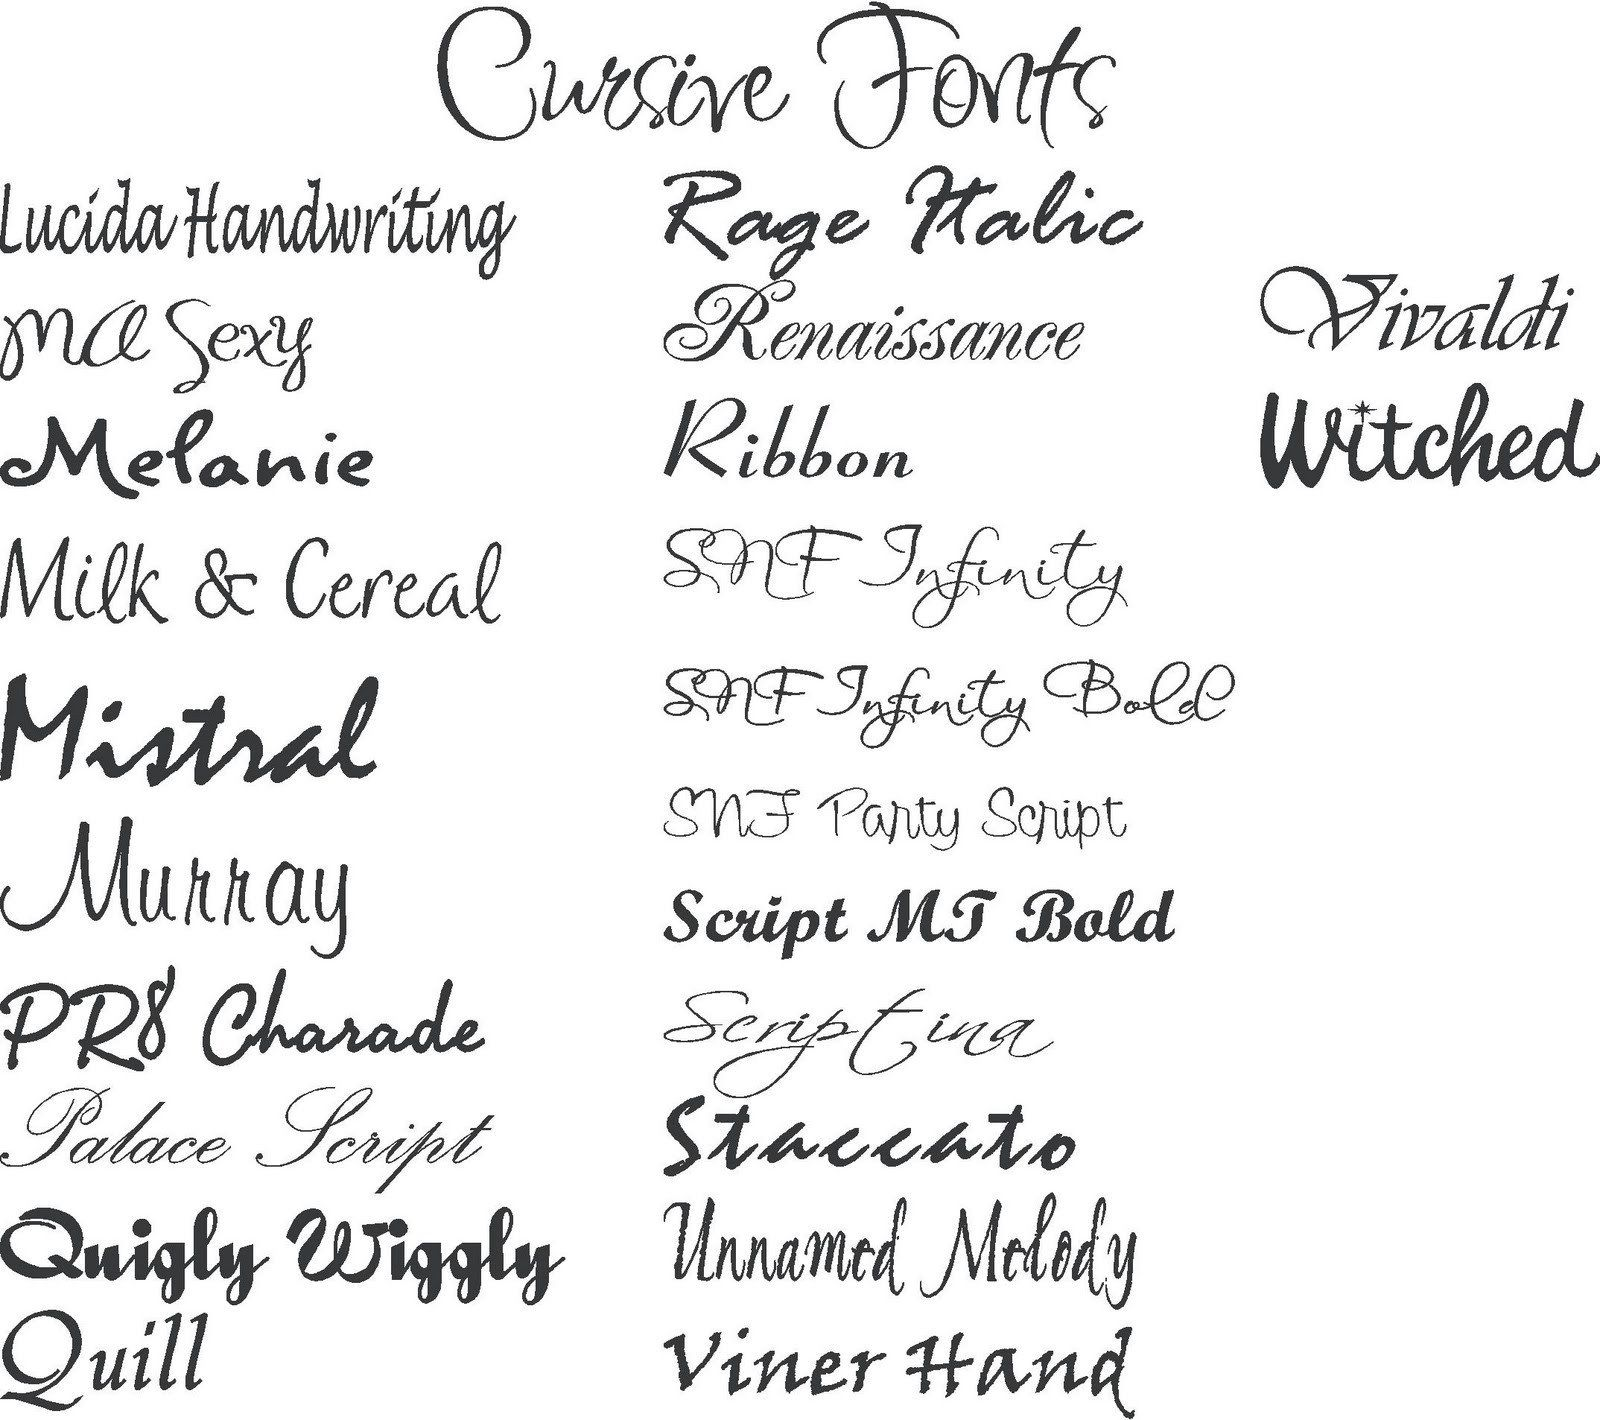 Cursive Fonts
Lucida Handwriting
MA Sexy
Melanie
Milk & Cereal
Mistral
Murray
PR8 Charade
Palace Script
Quigly Wiggly
Quill
Rage Italic
Renaissance
Ribbon
SNF Infinity
SNF Infinity Bold
SNF Party Script
Script MT Bold
Scriptina
Staccato
Unnamed Melody
Viner Hand
Vivaldi
Witched